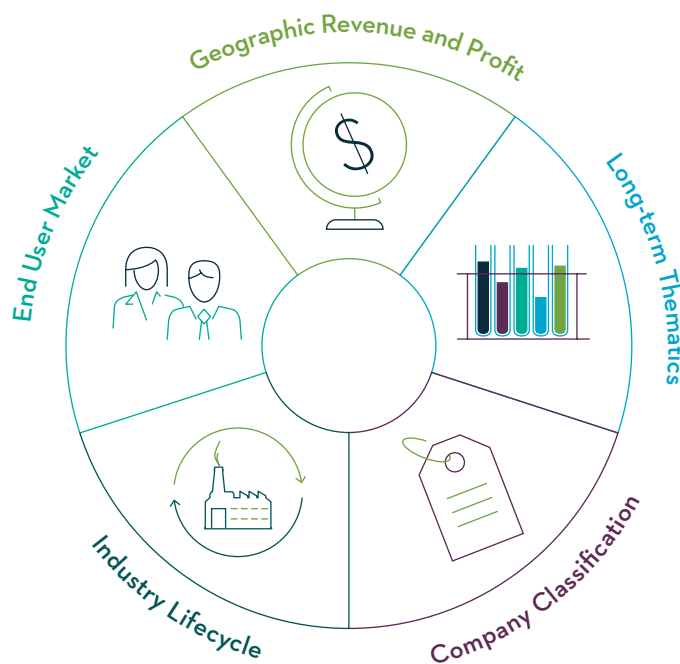 Geographic Revenue and Profit
Long-term Thematics
Company Classification
Industry Lifecycle
End User Market
$